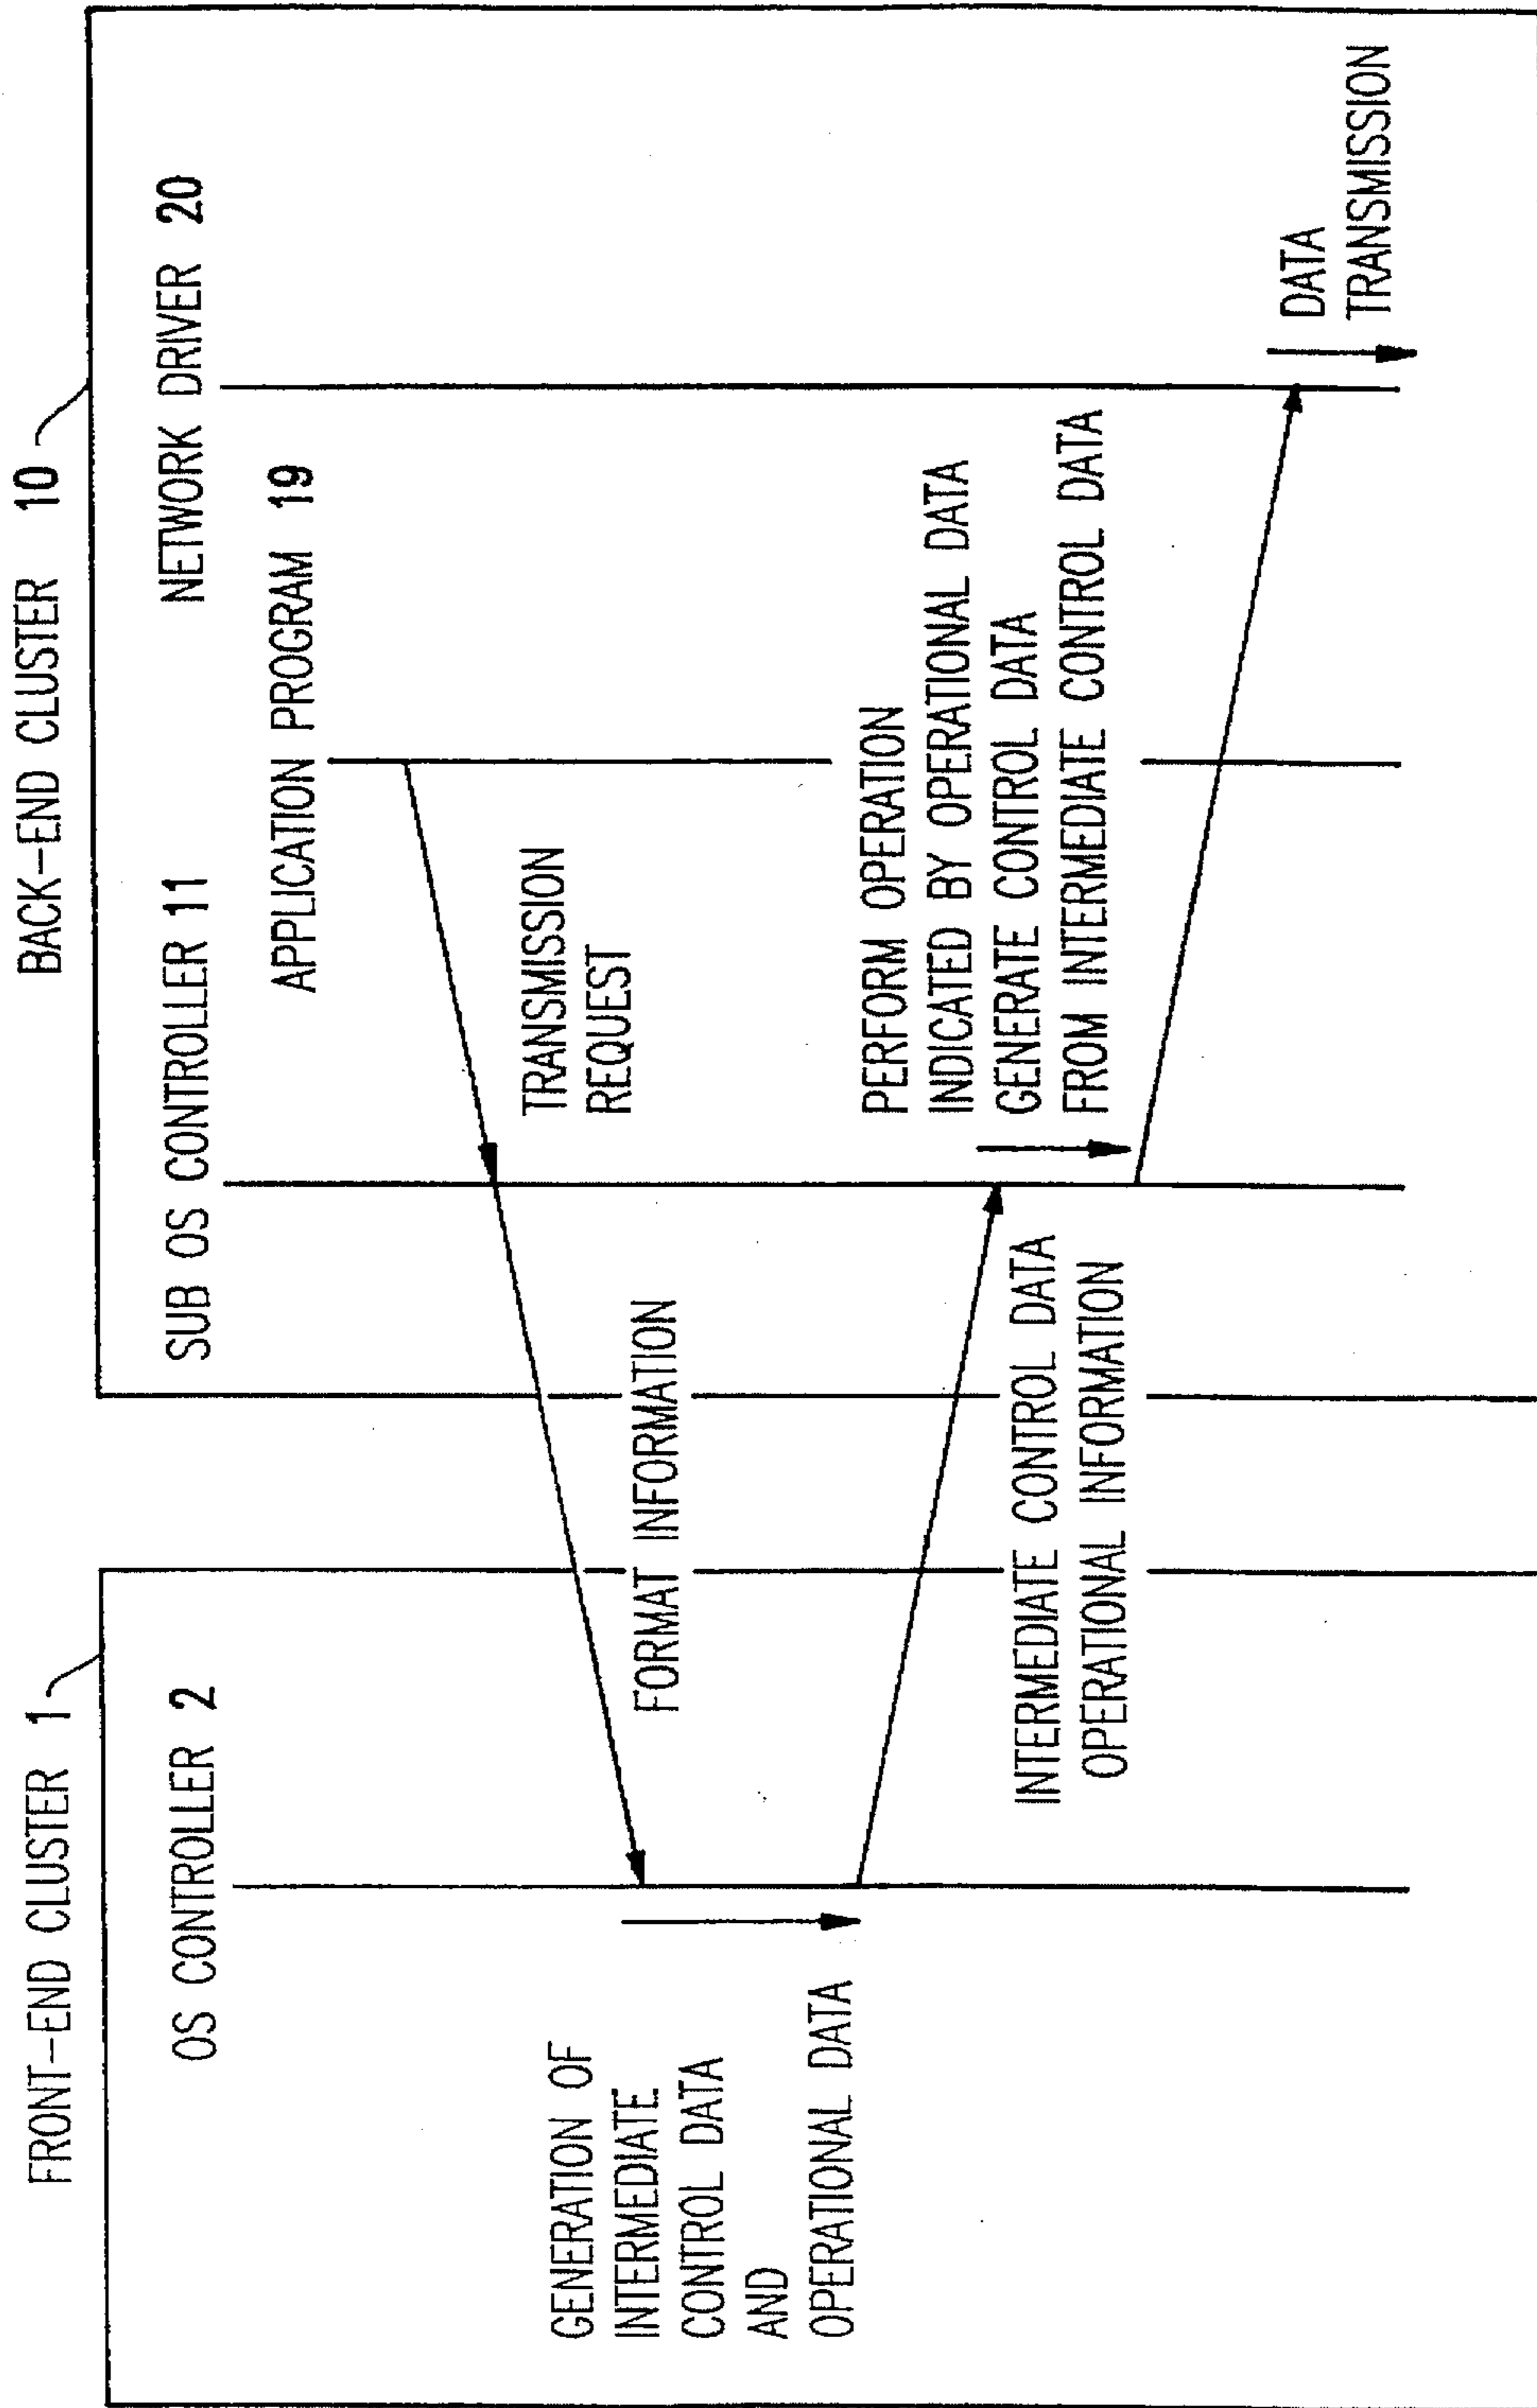 FRONT-END CLUSTER 1
OS CONTROLLER 2
GENERATION OF
INTERMEDIATE
CONTROL DATA
AND
OPERATIONAL DATA
FORMAT INFORMATION
INTERMEDIATE CONTROL DATA
OPERATIONAL INFORMATION
BACK-END CLUSTER 10
SUB OS CONTROLLER 11
NETWORK DRIVER 20
APPLICATION PROGRAM 19
TRANSMISSION
REQUEST
PERFORM OPERATION
INDICATED BY OPERATIONAL DATA
GENERATE CONTROL DATA
FROM INTERMEDIATE CONTROL DATA
DATA
TRANSMISSION